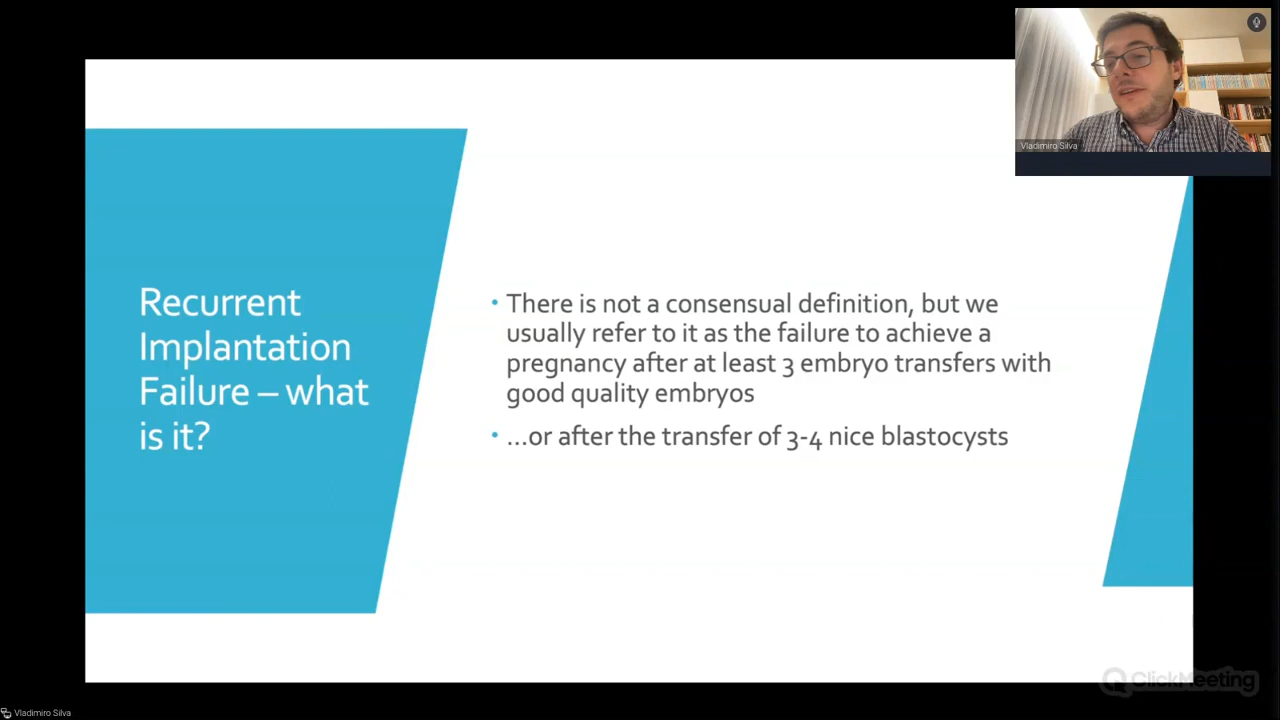 Vladimiro Silva
Recurrent
Implantation
Failure – what
is it?
• There is not a consensual definition, but we
usually refer to it as the failure to achieve a
pregnancy after at least 3 embryo transfers with
good quality embryos
• ...or after the transfer of 3-4 nice blastocysts
ClickMeeting
Vladimiro Silva